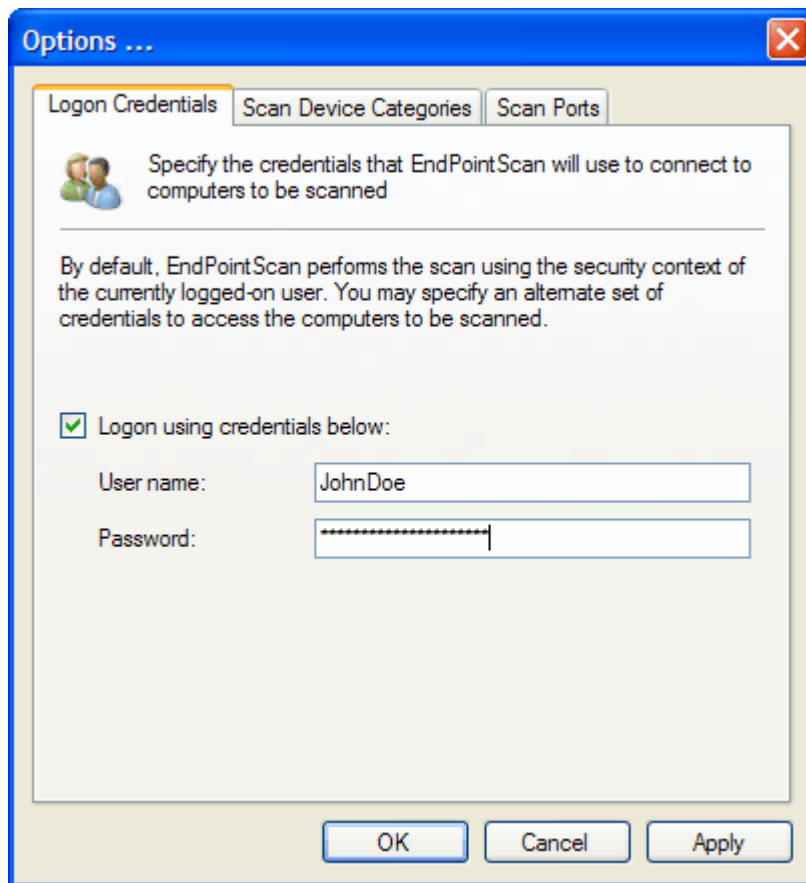 Options ...
Logon Credentials Scan Device Categories Scan Ports
Specify the credentials that EndPointScan will use to connect to
computers to be scanned
By default, EndPointScan performs the scan using the security context of
the currently logged-on user. You may specify an alternate set of
credentials to access the computers to be scanned.
Logon using credentials below:
User name: JohnDoe
Password: **********************
OK Cancel Apply